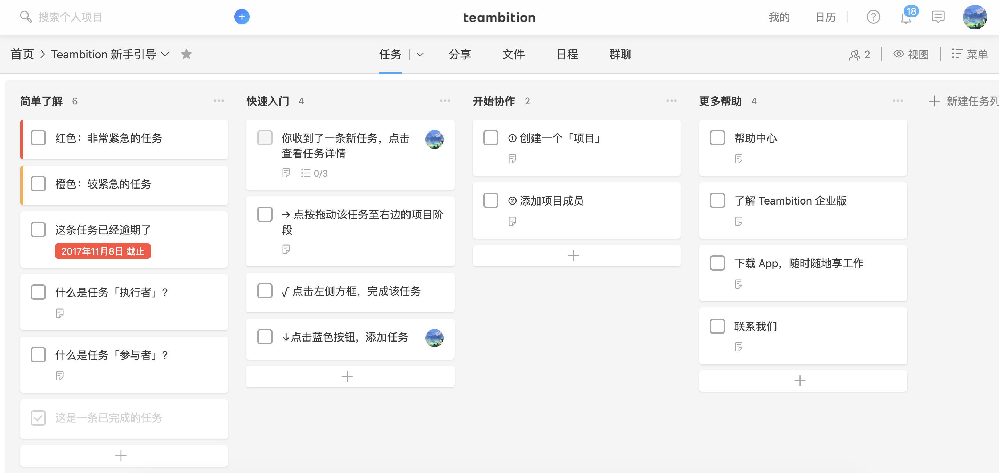 搜索个人项目
teambition
我的
日历
18
首页 > Teambition 新手引导
任务
分享
文件
日程
群聊
2
视图
菜单
简单了解 6
红色：非常紧急的任务
橙色：较紧急的任务
这条任务已经逾期了
2017年11月8日 截止
什么是任务「执行者」？
什么是任务「参与者」？
这是一条已完成的任务
快速入门 4
你收到了一条新任务，点击
查看任务详情
0/3
→ 点按拖动该任务至右边的项目阶
段
√ 点击左侧方框，完成该任务
↓点击蓝色按钮，添加任务
开始协作 2
① 创建一个「项目」
② 添加项目成员
更多帮助 4
帮助中心
了解 Teambition 企业版
下载 App，随时随地享工作
联系我们
新建任务列